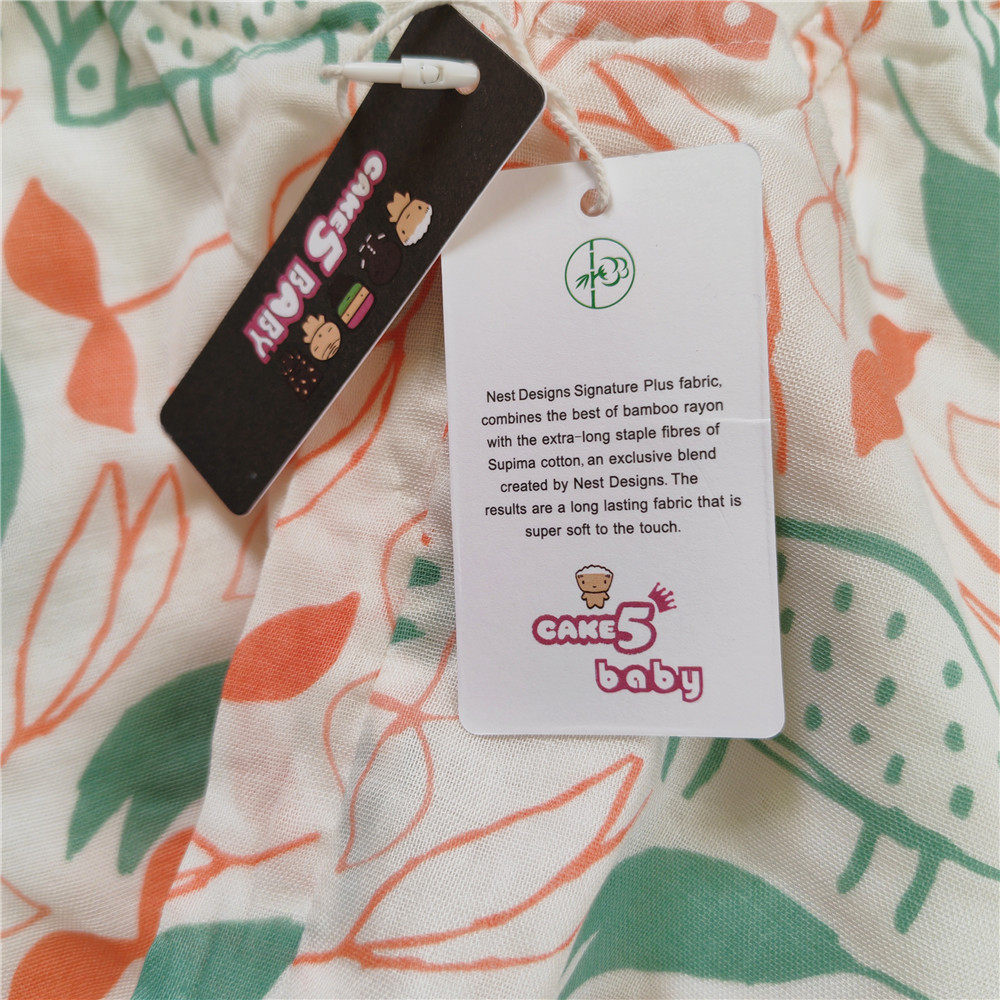 CAKE5 BABY
Nest Designs Signature Plus fabric,
combines the best of bamboo rayon
with the extra-long staple fibres of
Supima cotton, an exclusive blend
created by Nest Designs. The
results are a long lasting fabric that is
super soft to the touch.
CAKE5
baby